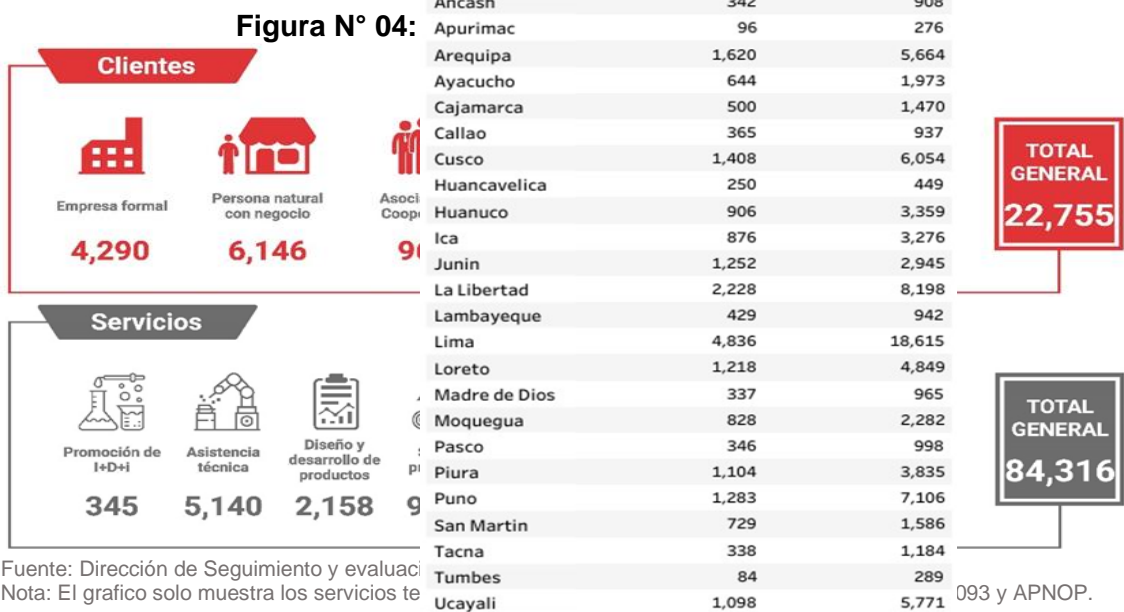 Ancash 342 908
Figura N° 04:
Apurimac 96 276
Arequipa 1,620 5,664
Ayacucho 644 1,973
Cajamarca 500 1,470
Callao 365 937
Cusco 1,408 6,054
Huancavelica 250 449
Huanuco 906 3,359
Ica 876 3,276
Junin 1,252 2,945
La Libertad 2,228 8,198
Lambayeque 429 942
Lima 4,836 18,615
Loreto 1,218 4,849
Madre de Dios 337 965
Moquegua 828 2,282
Pasco 346 998
Piura 1,104 3,835
Puno 1,283 7,106
San Martin 729 1,586
Tacna 338 1,184
Tumbes 84 289
Ucayali 1,098 5,771
Clientes
Empresa formal
4,290
Persona natural
con negocio
6,146
TOTAL
GENERAL
22,755
Servicios
Promoción de
I+D+i
345
Asistencia
técnica
5,140
Diseño y
desarrollo de
productos
2,158
TOTAL
GENERAL
84,316
Fuente: Dirección de Seguimiento y
Nota: El grafico solo muestra los servicios 093 y APNOP.